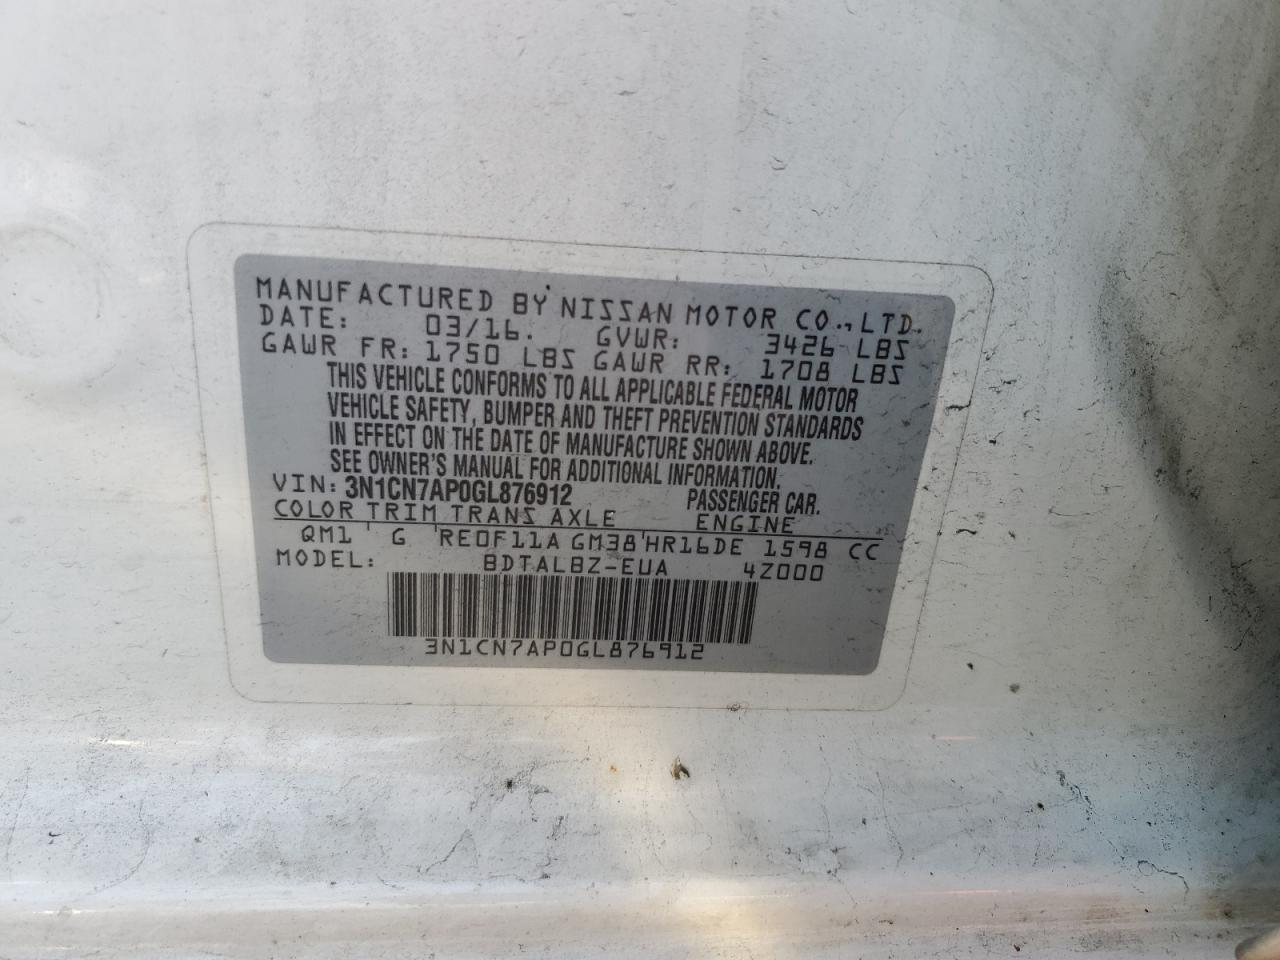 MANUFACTURED BY NISSAN MOTOR CO.,LTD.
DATE: 03/16. GVWR: 3426 LBS
GAWR FR: 1750 LBS GAWR RR: 1708 LBS
THIS VEHICLE CONFORMS TO ALL APPLICABLE FEDERAL MOTOR
VEHICLE SAFETY, BUMPER AND THEFT PREVENTION STANDARDS
IN EFFECT ON THE DATE OF MANUFACTURE SHOWN ABOVE.
SEE OWNER'S MANUAL FOR ADDITIONAL INFORMATION.
VIN: 3N1CN7AP0GL876912 PASSENGER CAR.
COLOR TRIM TRANS AXLE ENGINE
QM1 ' G 'RE0F11A GM38'HR16DE 1598 CC
MODEL: BDTALBZ-EUA 4Z000
3N1CN7AP0GL876912